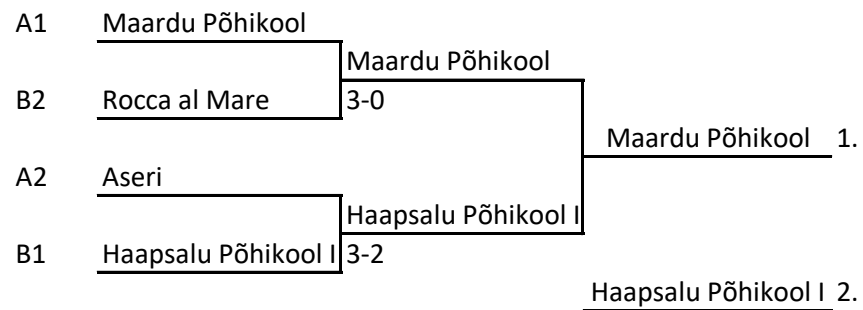 A1 Maardu Põhikool
Maardu Põhikool
B2 Rocca al Mare 3-0
Maardu Põhikool 1.
A2 Aseri
Haapsalu Põhikool I
B1 Haapsalu Põhikool I 3-2
Haapsalu Põhikool I 2.